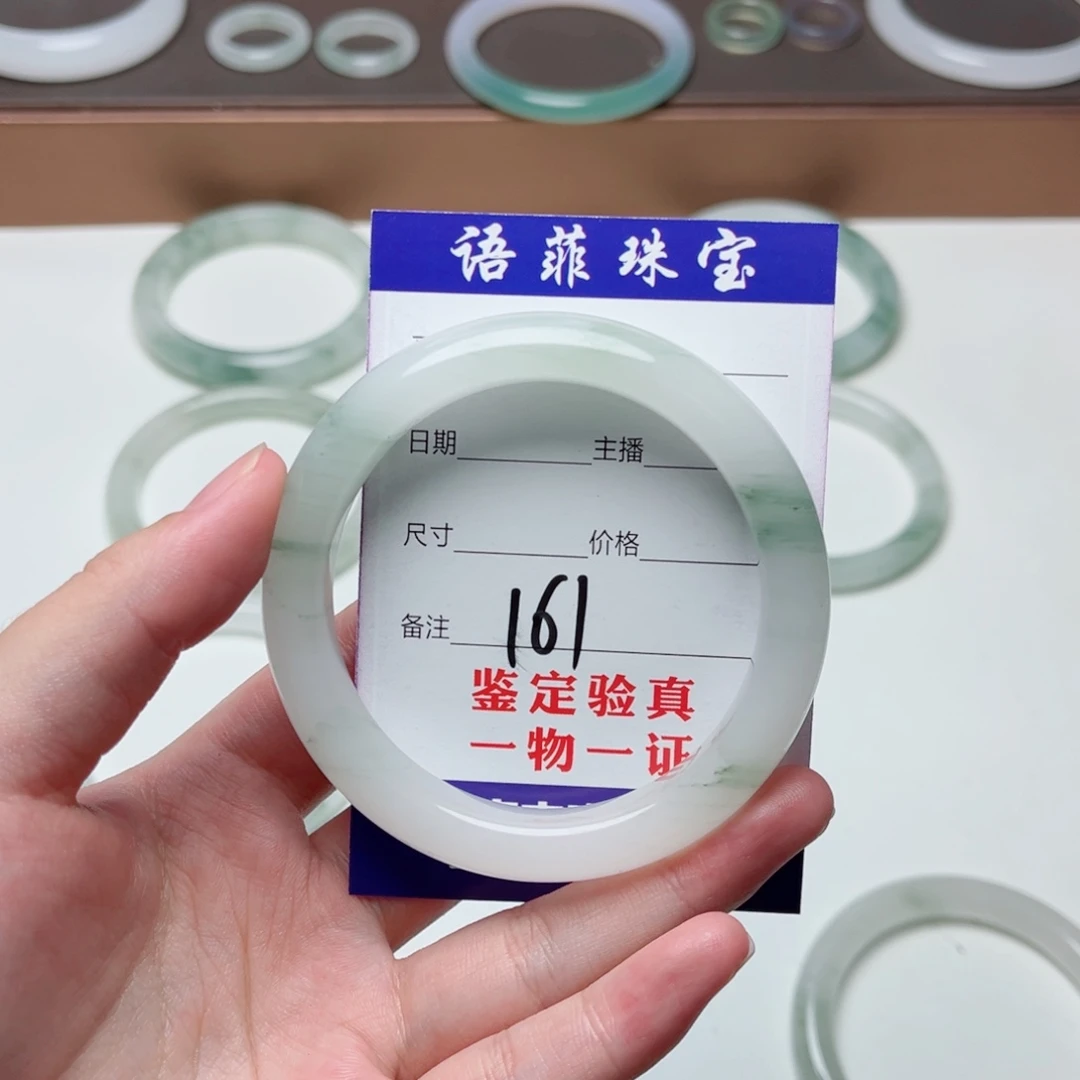 语菲珠宝
日期 主播
尺寸 价格
备注 161
鉴定验真
一物一证